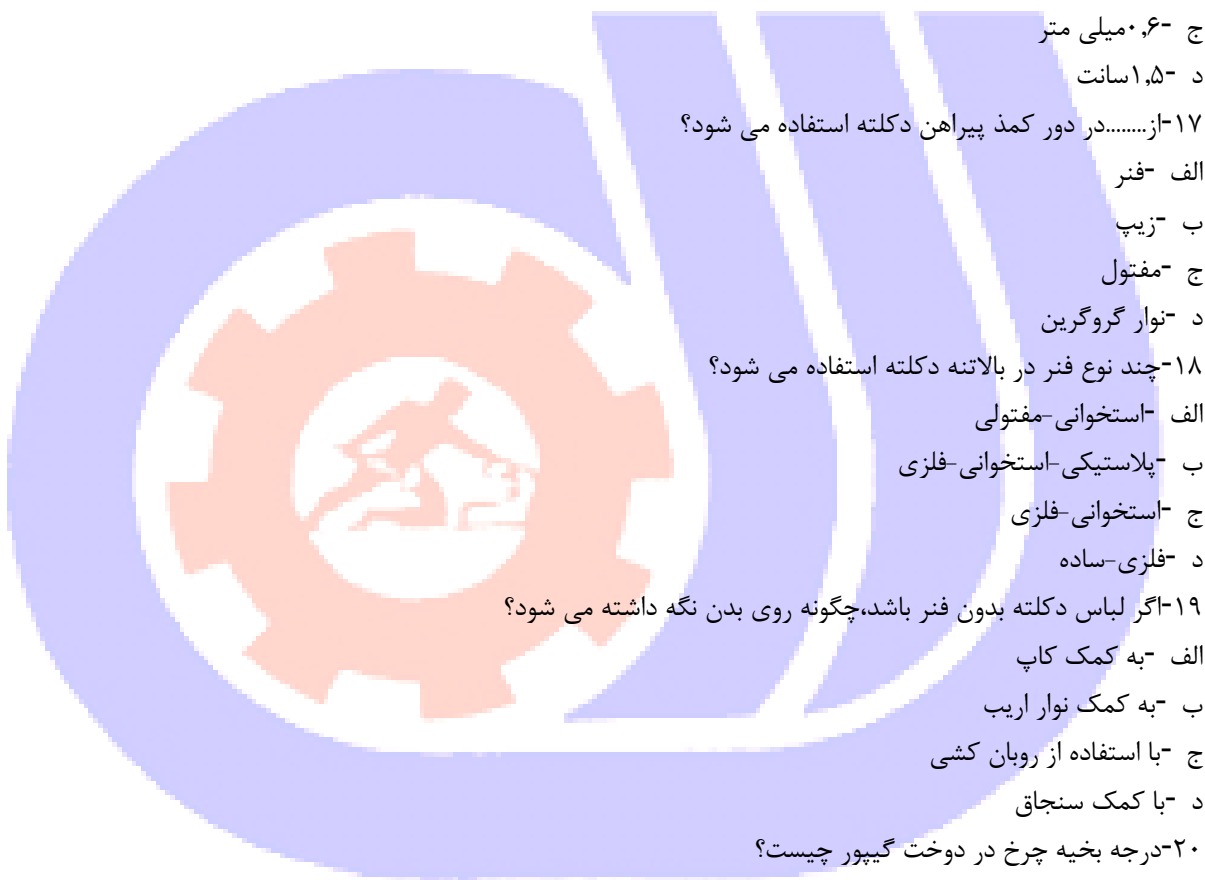 ج -۰,۶میلی متر
د -۱,۵سانت
۱۷-از........در دور کمذ پیراهن دکلته استفاده می شود؟
الف -فنر
ب -زیپ
ج -مفتول
د -نوار گروگرین
۱۸-چند نوع فنر در بالاتنه دکلته استفاده می شود؟
الف -استخوانی-مفتولی
ب -پلاستیکی-استخوانی-فلزی
ج -استخوانی-فلزی
د -فلزی-ساده
۱۹-اگر لباس دکلته بدون فنر باشد،چگونه روی بدن نگه داشته می شود؟
الف -به کمک کاپ
ب -به کمک نوار اریب
ج -با استفاده از روبان کشی
د -با کمک سنجاق
۲۰-درجه بخیه چرخ در دوخت گیپور چیست؟